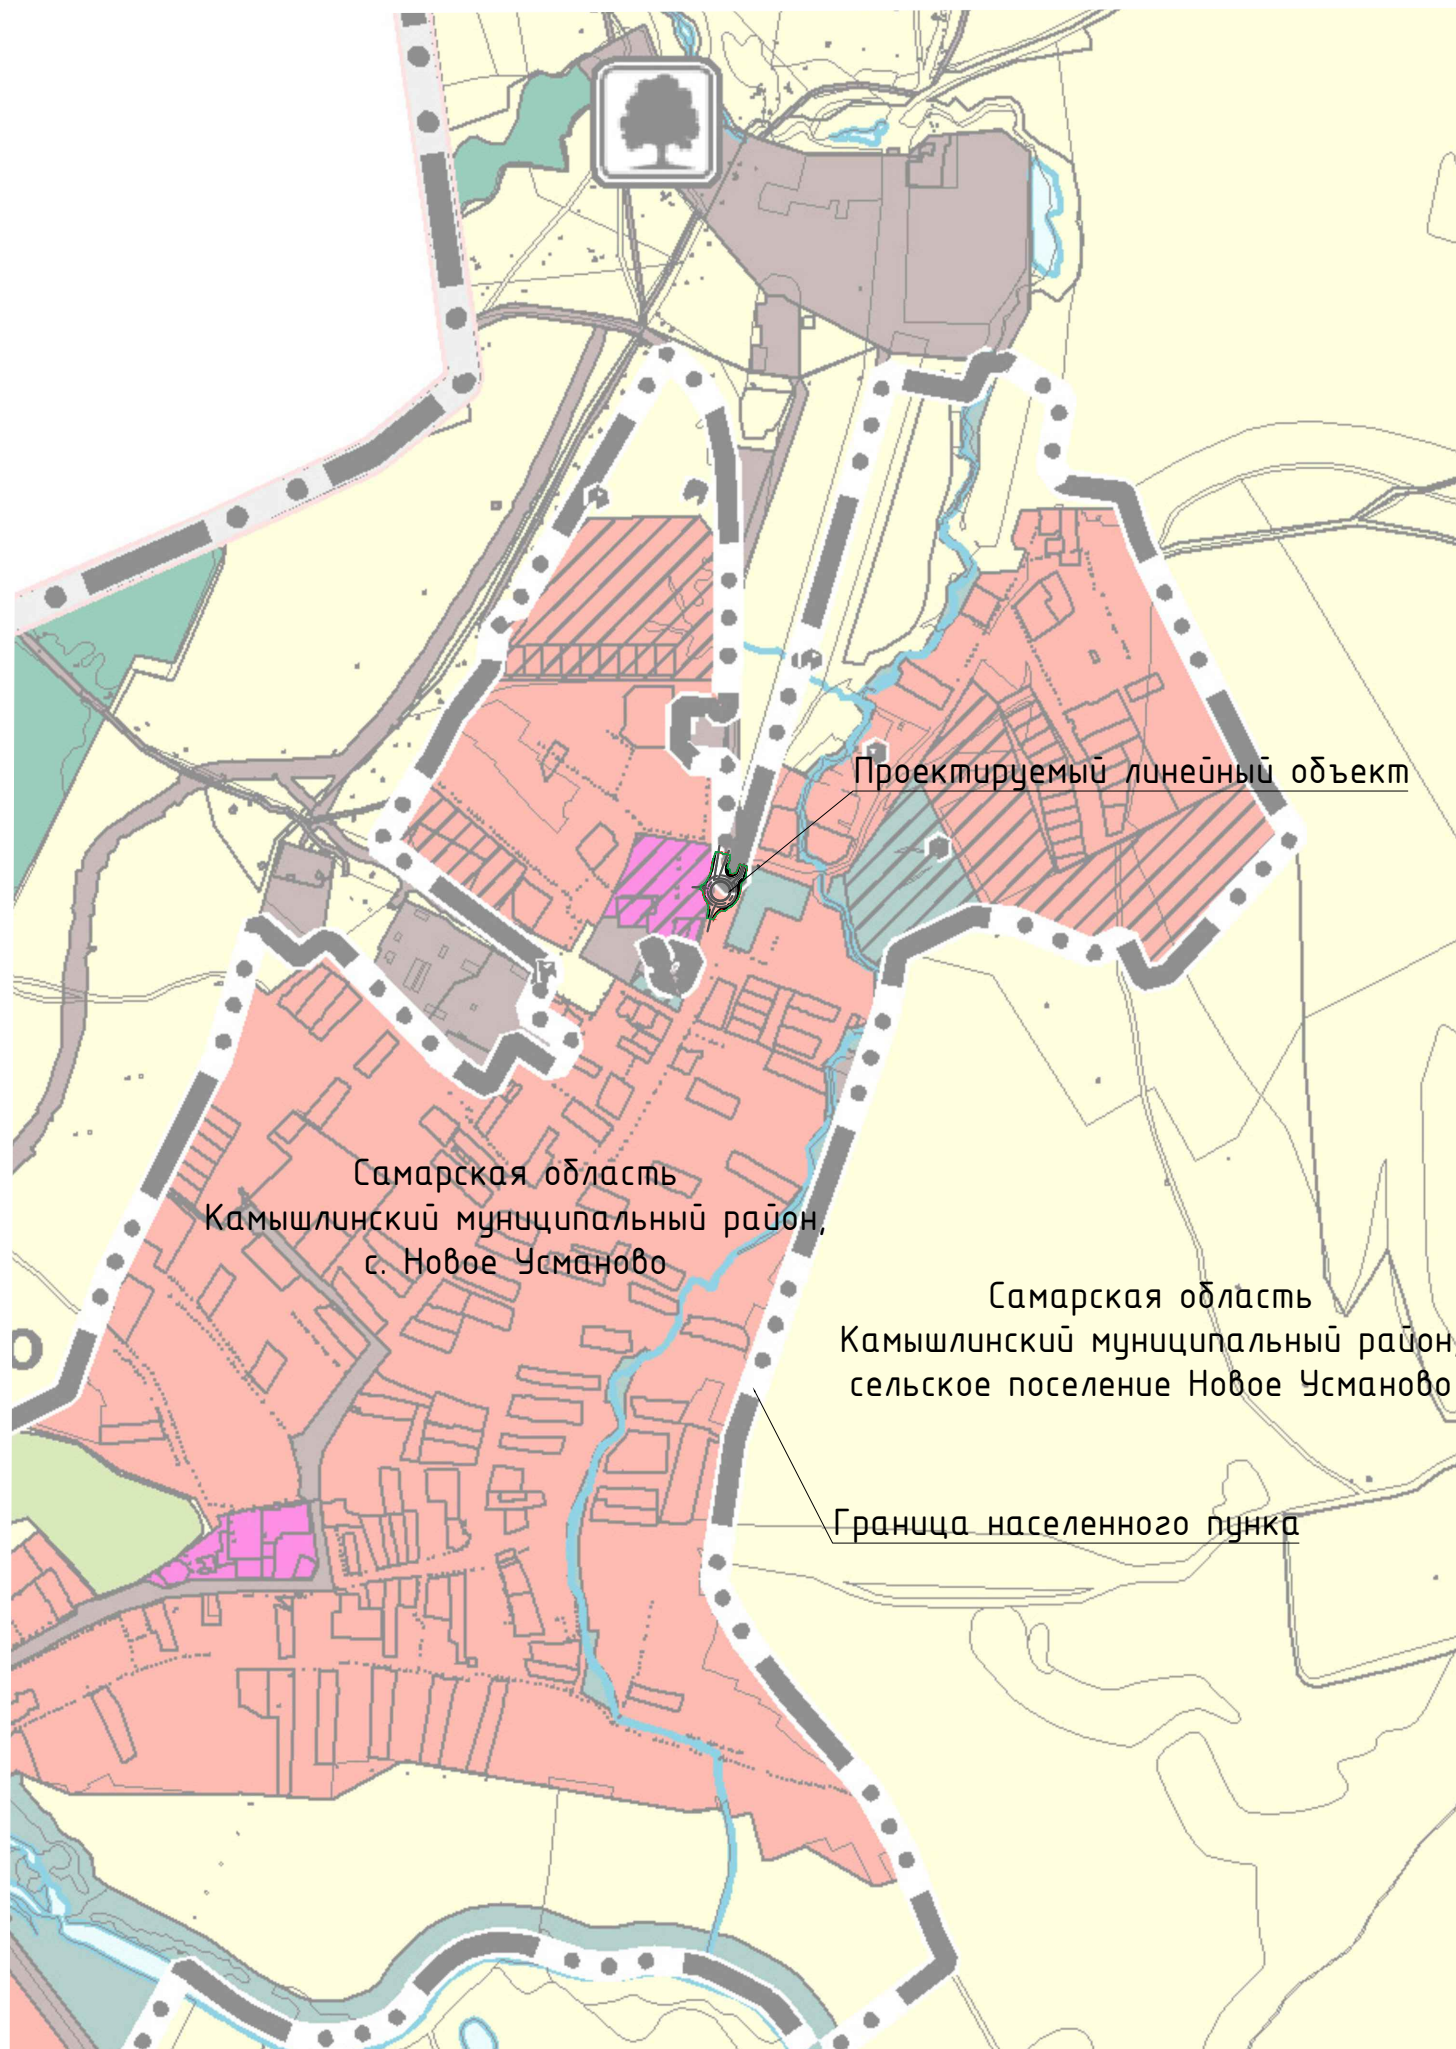 Проектируемый линейный объект
Самарская область
Камышлинский муниципальный район,
с. Новое Усманово
Самарская область
Камышлинский муниципальный район,
сельское поселение Новое Усманово
Граница населенного пунка